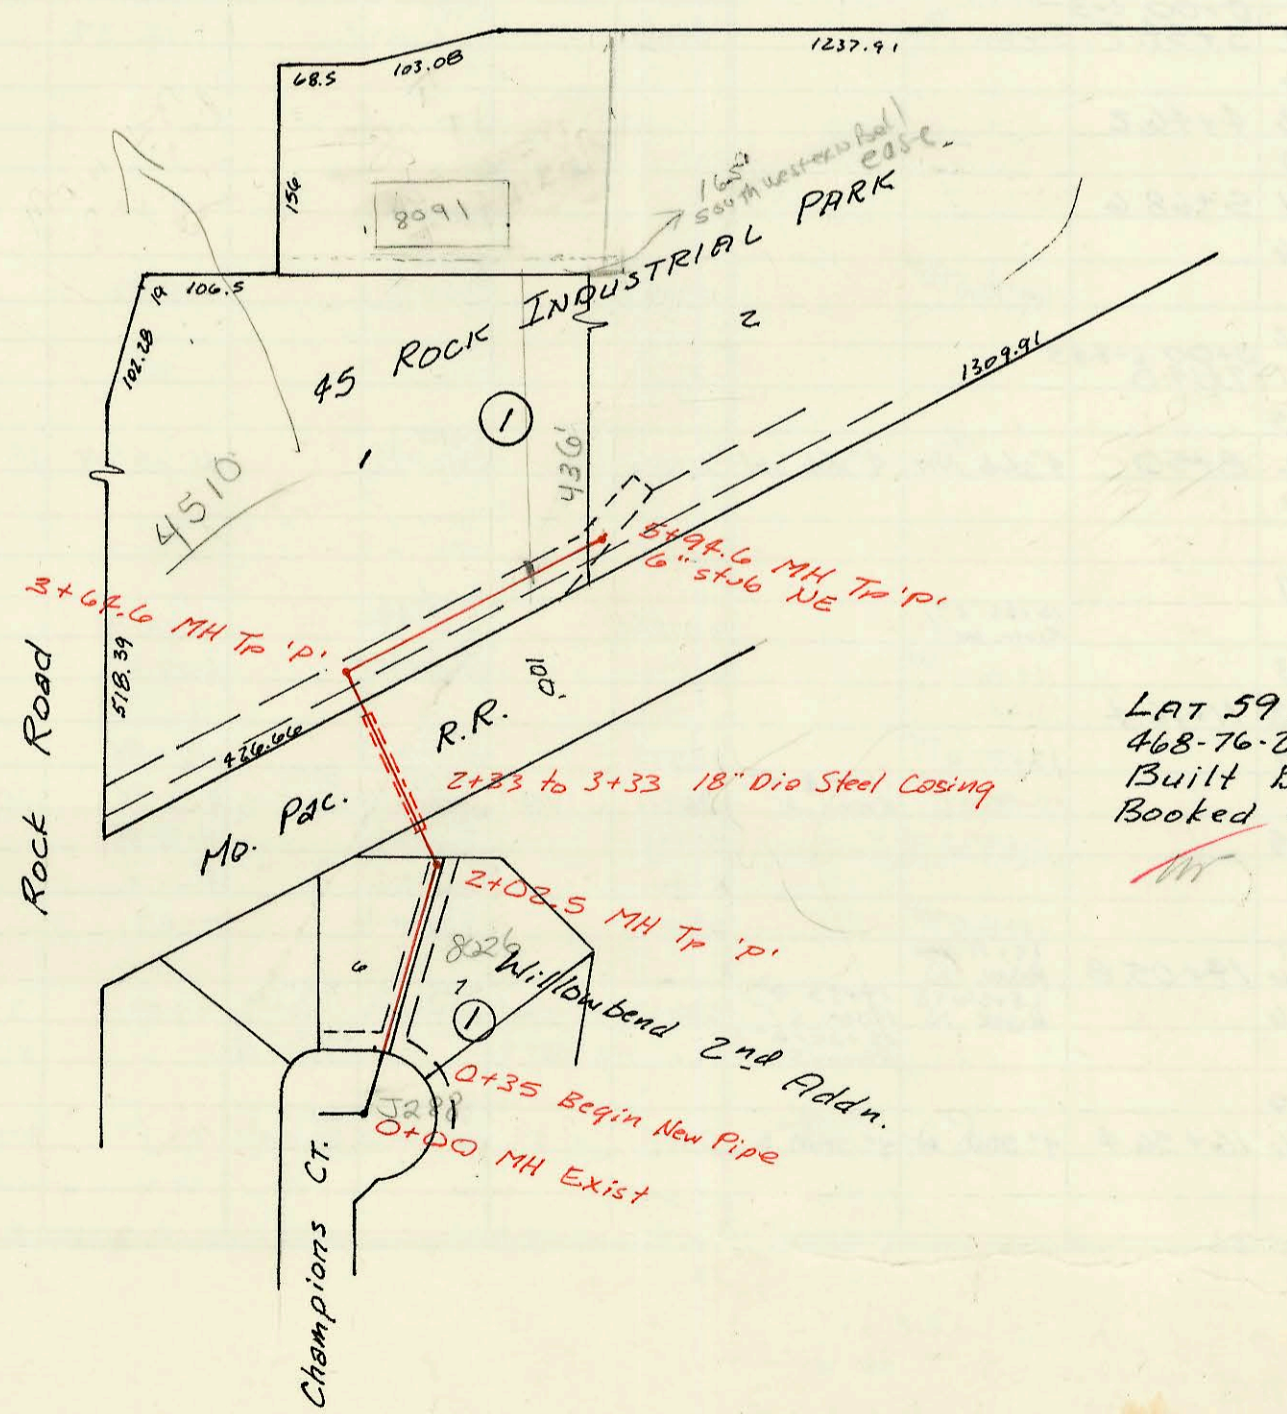 1237.91
68.5
103.08
156
8091
165'
Southwestern Bell
ease.
19
106.5
102.28
45 ROCK INDUSTRIAL PARK
2
1309.91
1
1
436'
4510
5+94.6 MH Tp 'P'
6" stub NE
3+64.6 MH Tp 'P'
518.39
Rock Road
426.66
Mo. Pac. R.R.
100'
2+33 to 3+33 18" Dia Steel Casing
LAT 59
468-76-
Built
Booked
2+02.5 MH Tp 'P'
8226
6
7
1
Willowbend 2nd Addn.
0+35 Begin New Pipe
J288
0+00 MH Exist
Champions CT.